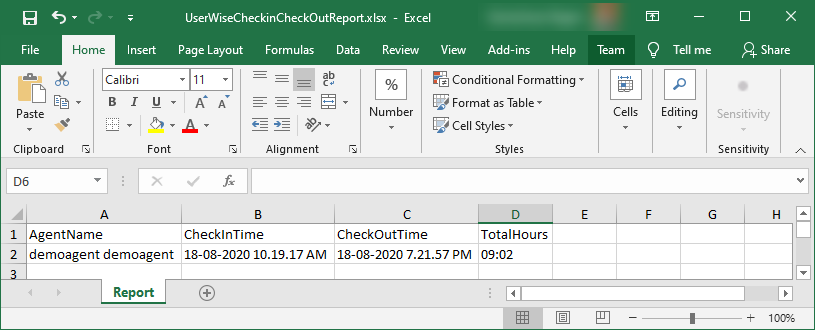 UserWiseCheckinCheckOutReport.xlsx - Excel
File Home Insert Page Layout Formulas Data Review View Add-ins Help Team Tell me Share
Calibri 11 Conditional Formatting
Paste B I U A A % Number Format as Table Cells Editing Sensitivity
A Cell Styles
Clipboard Font Alignment Styles Sensitivity
D6 fx
A B C D E F G H
1 AgentName CheckInTime CheckOutTime TotalHours
2 demoagent demoagent 18-08-2020 10.19.17 AM 18-08-2020 7.21.57 PM 09:02
3
Report
100%